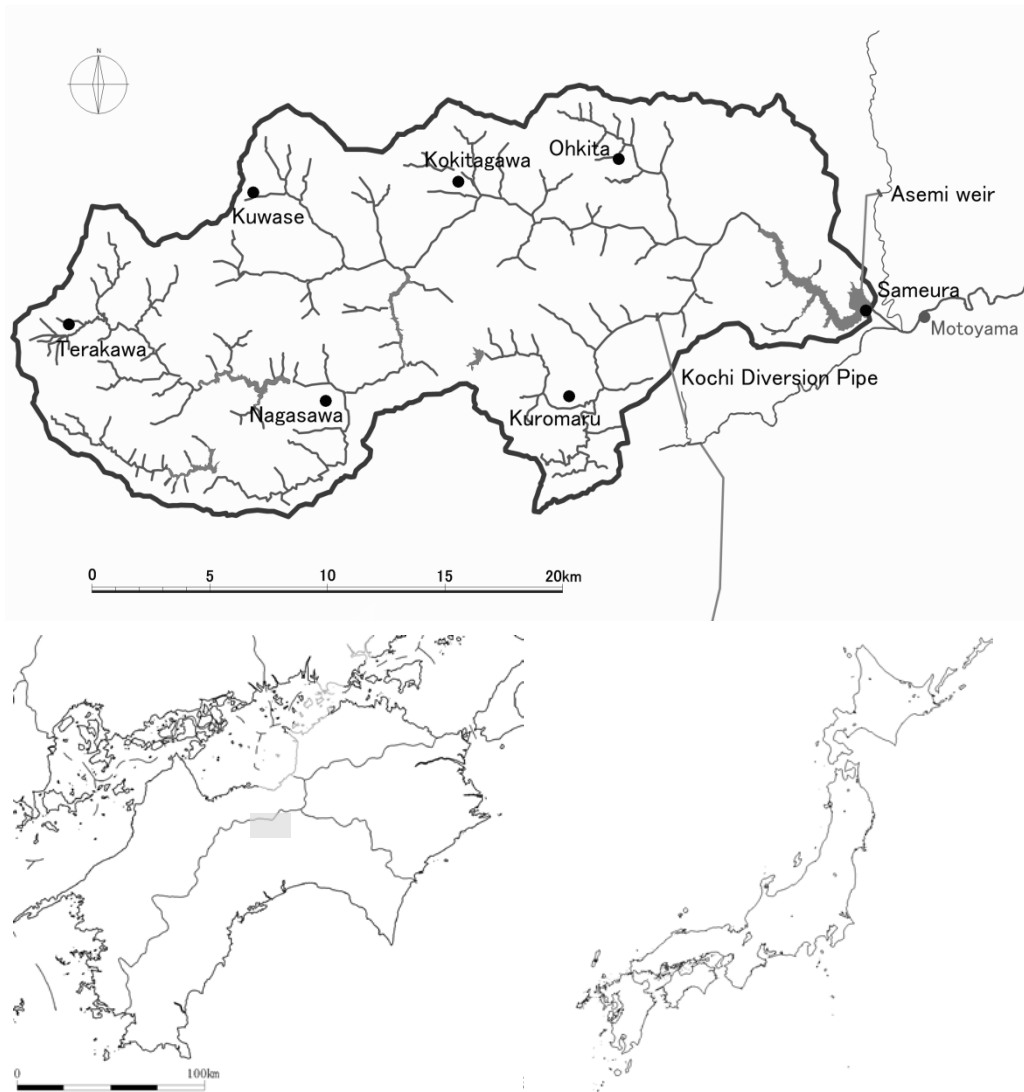 N
Ohkita
Kokitagawa
Asemi weir
Kuwase
Sameura
Motoyama
Terakawa
Kochi Diversion Pipe
Nagasawa
Kuromaru
0 5 10 15 20km
0 100km